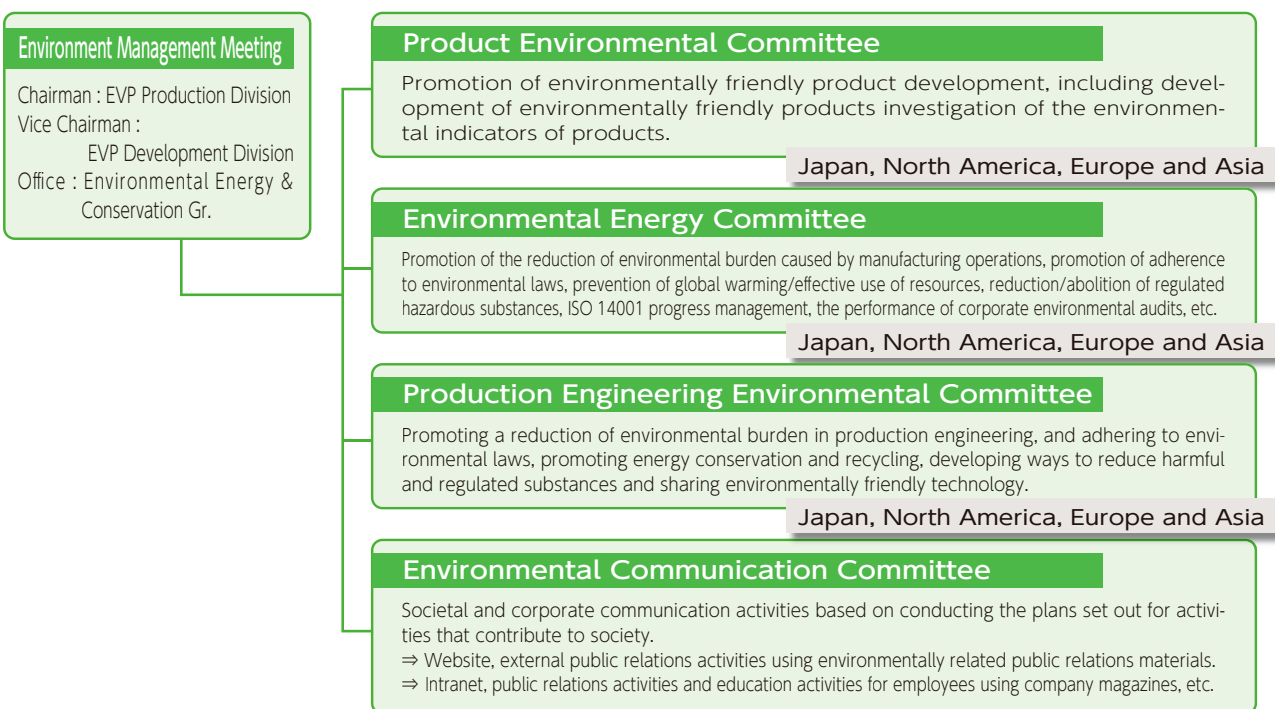 Environment Management Meeting
Chairman : EVP Production Division
Vice Chairman :
EVP Development Division
Office : Environmental Energy &
Conservation Gr.
Product Environmental Committee
Promotion of environmentally friendly product development, including devel-
opment of environmentally friendly products investigation of the environmen-
tal indicators of products.
Japan, North America, Europe and Asia
Environmental Energy Committee
Promotion of the reduction of environmental burden caused by manufacturing operations, promotion of adherence
to environmental laws, prevention of global warming/effective use of resources, reduction/abolition of regulated
hazardous substances, ISO 14001 progress management, the performance of corporate environmental audits, etc.
Japan, North America, Europe and Asia
Production Engineering Environmental Committee
Promoting a reduction of environmental burden in production engineering, and adhering to envi-
ronmental laws, promoting energy conservation and recycling, developing ways to reduce harmful
and regulated substances and sharing environmentally friendly technology.
Japan, North America, Europe and Asia
Environmental Communication Committee
Societal and corporate communication activities based on conducting the plans set out for activi-
ties that contribute to society.
⇒ Website, external public relations activities using environmentally related public relations materials.
⇒ Intranet, public relations activities and education activities for employees using company magazines, etc.